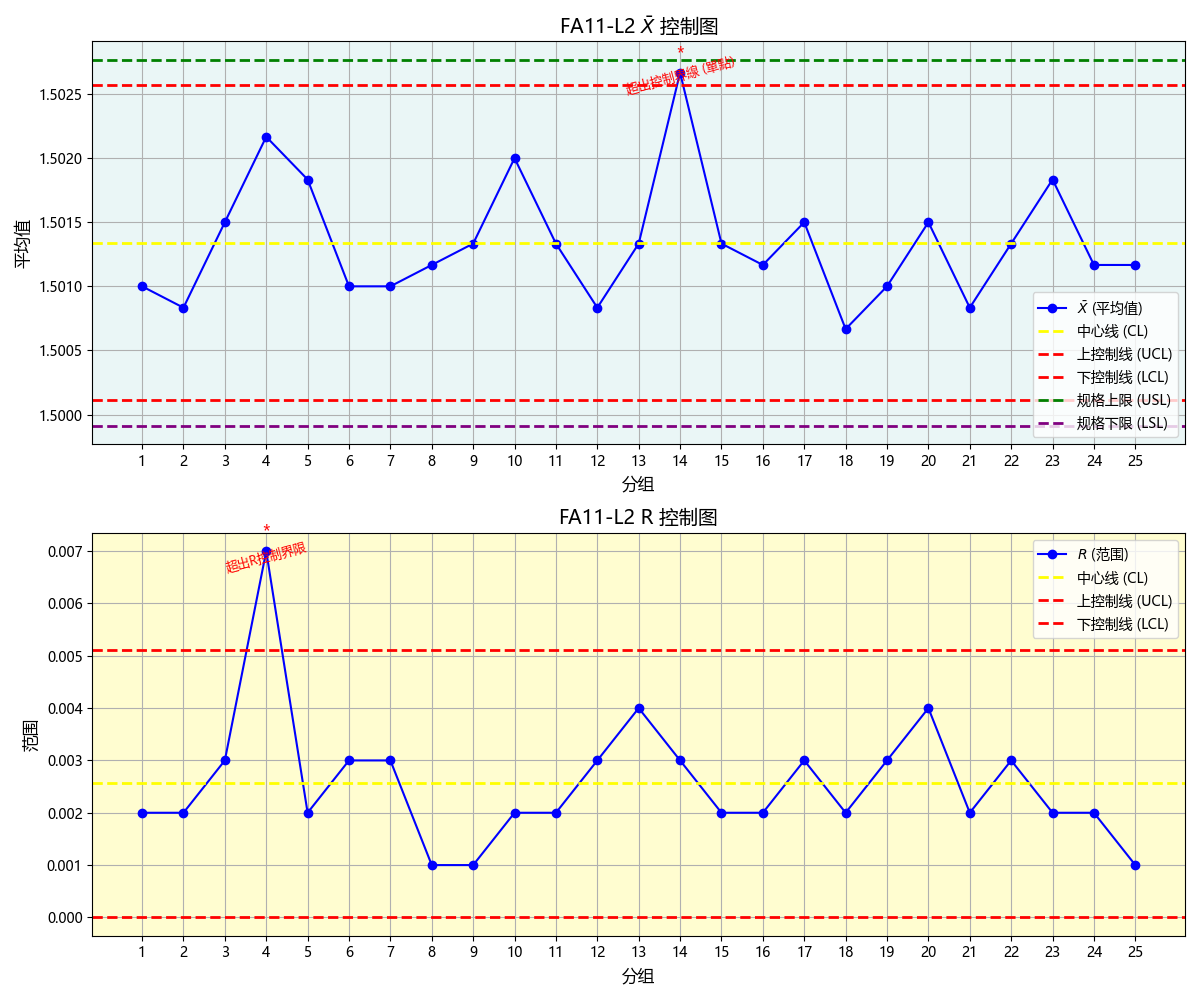 FA11-L2 X̄ 控制图
*
超出控制界線 (單點)
平均值
1.5025
1.5020
1.5015
1.5010
1.5005
1.5000
X̄ (平均值)
中心线 (CL)
上控制线 (UCL)
下控制线 (LCL)
规格上限 (USL)
规格下限 (LSL)
1 2 3 4 5 6 7 8 9 10 11 12 13 14 15 16 17 18 19 20 21 22 23 24 25
分组
FA11-L2 R 控制图
*
超出R控制界限
范围
0.007
0.006
0.005
0.004
0.003
0.002
0.001
0.000
R (范围)
中心线 (CL)
上控制线 (UCL)
下控制线 (LCL)
1 2 3 4 5 6 7 8 9 10 11 12 13 14 15 16 17 18 19 20 21 22 23 24 25
分组